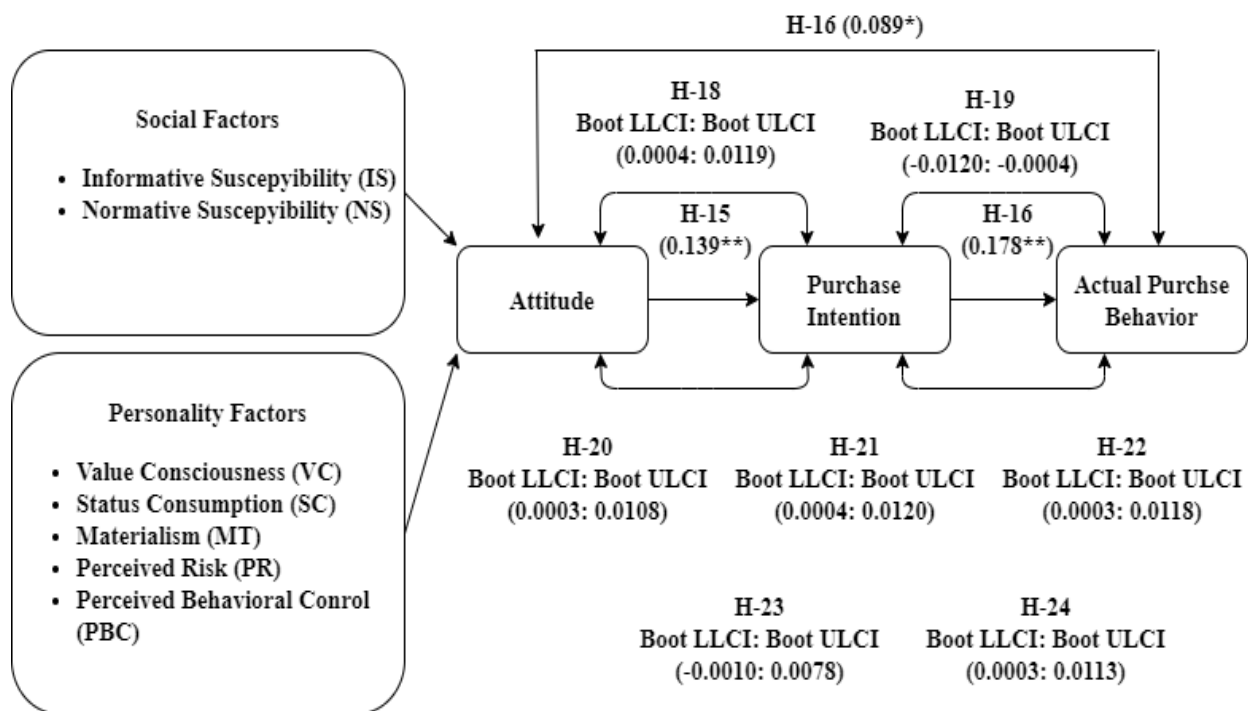 H-16 (0.089*)
Social Factors
• Informative Suscepyibility (IS)
• Normative Suscepyibility (NS)
H-18
Boot LLCI: Boot ULCI
(0.0004: 0.0119)
H-19
Boot LLCI: Boot ULCI
(-0.0120: -0.0004)
H-15
(0.139**)
H-16
(0.178**)
Attitude
Purchase
Intention
Actual Purchse
Behavior
Personality Factors
• Value Consciousness (VC)
• Status Consumption (SC)
• Materialism (MT)
• Perceived Risk (PR)
• Perceived Behavioral Conrol
(PBC)
H-20
Boot LLCI: Boot ULCI
(0.0003: 0.0108)
H-21
Boot LLCI: Boot ULCI
(0.0004: 0.0120)
H-22
Boot LLCI: Boot ULCI
(0.0003: 0.0118)
H-23
Boot LLCI: Boot ULCI
(-0.0010: 0.0078)
H-24
Boot LLCI: Boot ULCI
(0.0003: 0.0113)